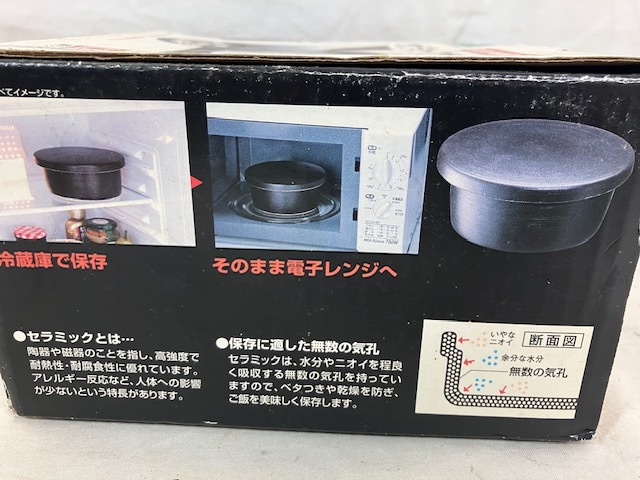 べてイメージです。
冷蔵庫で保存
そのまま電子レンジへ
●セラミックとは…
陶器や磁器のことを指し、高強度で
耐熱性・耐腐食性に優れています。
アレルギー反応など、人体への影響
が少ないという特長があります。
●保存に適した無数の気孔
セラミックは、水分やニオイを程良
く吸収する無数の気孔を持ってい
ますので、ベタつきや乾燥を防ぎ、
ご飯を美味しく保存します。
いやな
ニオイ
断面図
余分な水分
無数の気孔